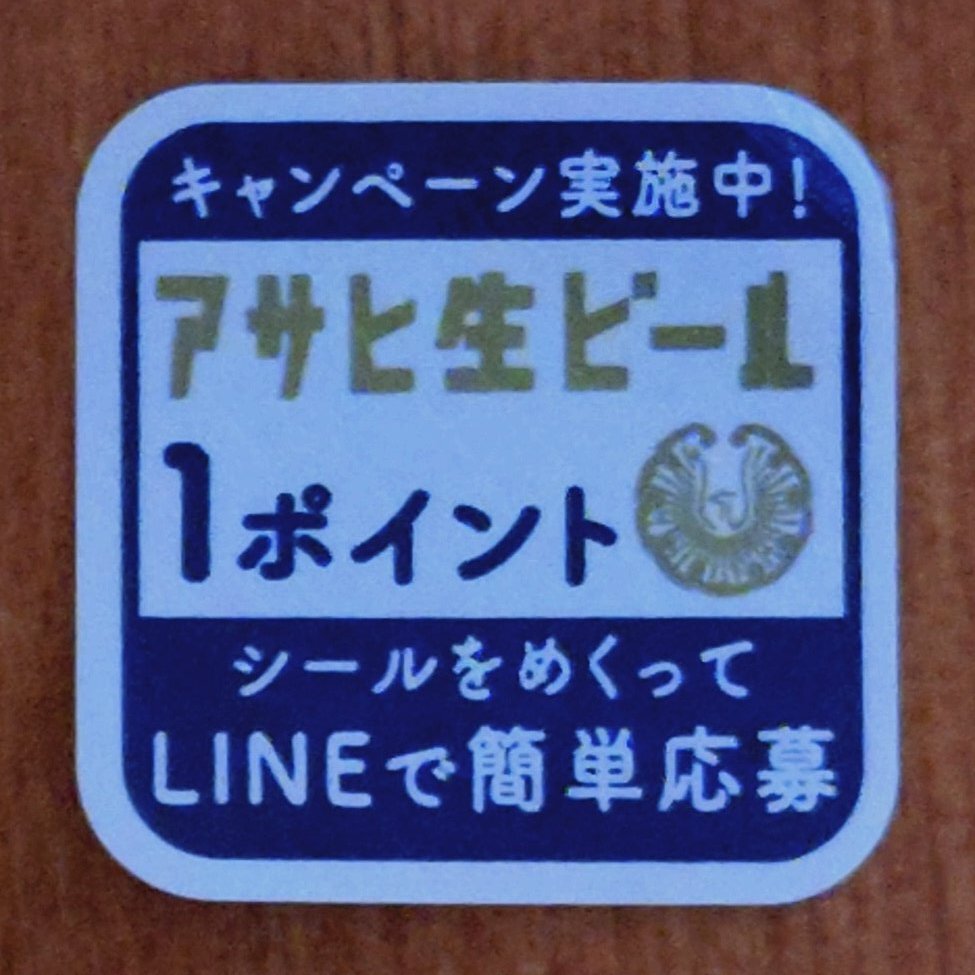 キャンペーン実施中!
アサヒ生ビール
1ポイント
シールをめくって
LINEで簡単応募